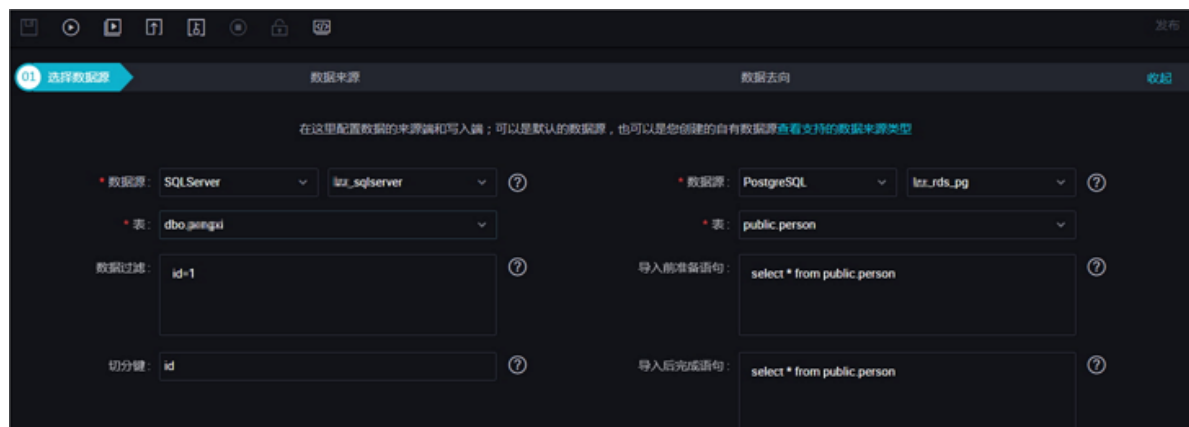 发布
01 选择数据源 数据来源 数据去向 收起
在这里配置数据的来源端和写入端；可以是默认的数据源，也可以是您创建的自有数据源查看支持的数据来源类型
* 数据源： SQLServer _sqlserver ? * 数据源： PostgreSQL _rds_pg ?
* 表： dbo. * 表： public.person
数据过滤： id=1 ? 导入前准备语句： select * from public.person ?
切分键： id ? 导入后完成语句： select * from public.person ?